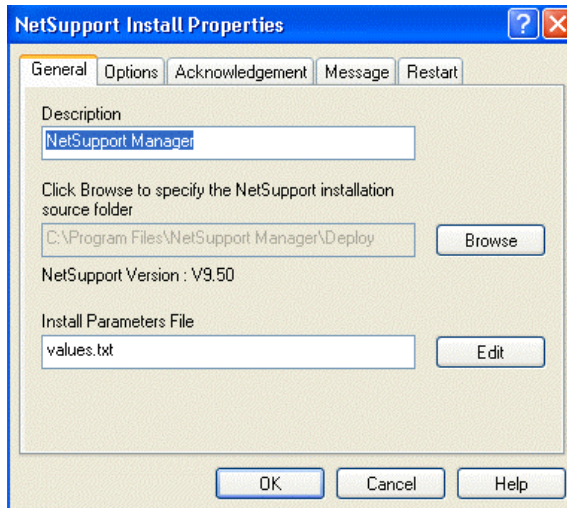 NetSupport Install Properties
?
X
General Options Acknowledgement Message Restart
Description
NetSupport Manager
Click Browse to specify the NetSupport installation
source folder
C:\Program Files\NetSupport Manager\Deploy
Browse
NetSupport Version : V9.50
Install Parameters File
values.txt
Edit
OK Cancel Help